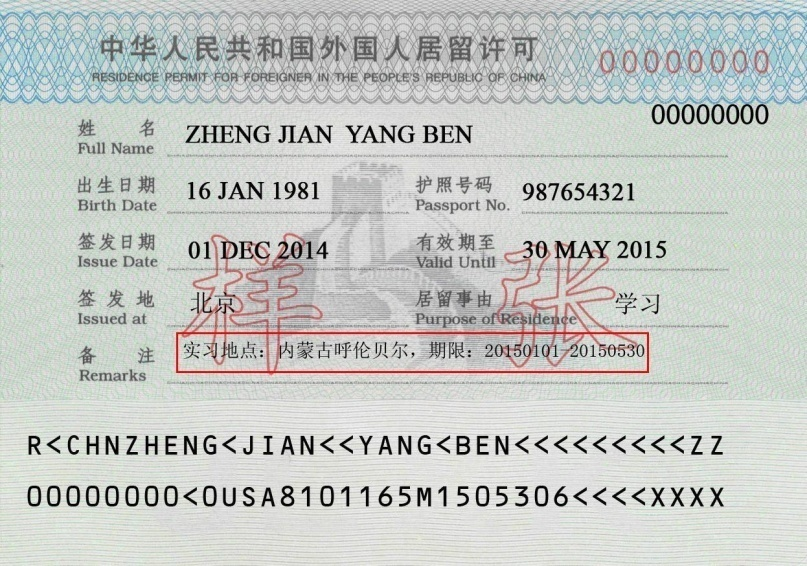 中华人民共和国外国人居留许可
RESIDENCE PERMIT FOR FOREIGNER IN THE PEOPLE'S REPUBLIC OF CHINA
00000000
00000000
姓 名 ZHENG JIAN YANG BEN
Full Name
出生日期 16 JAN 1981 护照号码 987654321
Birth Date Passport No.
签发日期 01 DEC 2014 有效期至 30 MAY 2015
Issue Date Valid Until
签发地 北京 居留事由 学习
Issued at Purpose of Residence
样张
备 注 实习地点：内蒙古呼伦贝尔，期限：20150101-20150530
Remarks
R<CHNZHENG<JIAN<<YANG<BEN<<<<<<<<<ZZ
00000000<0USA8101165M1505306<<<<XXXX